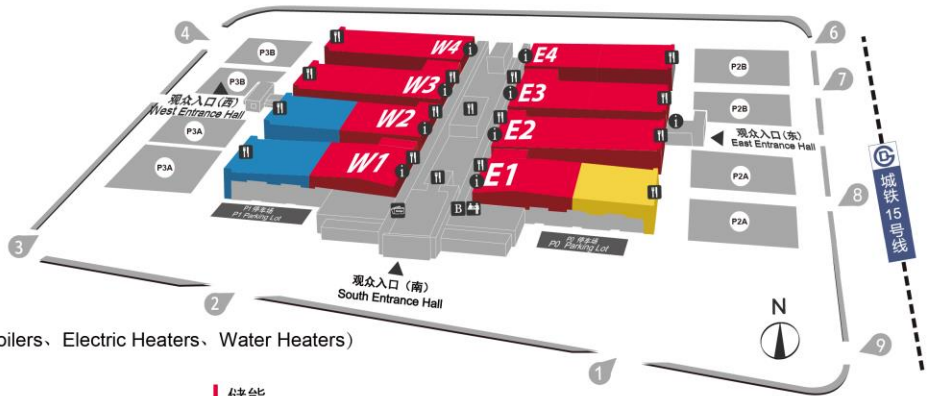 4
6
P3B
W4
E4
P2B
7
P3B
观众入口(西)
West Entrance Hall
W3
E3
P2B
P3A
W2
E2
观众入口(东)
East Entrance Hall
P3A
W1
E1
P2A
8
城铁15号线
P1 停车场
P1 Parking Lot
B
P0 停车场
P0 Parking Lot
P2A
3
观众入口(南)
South Entrance Hall
2
N
oilers、Electric Heaters、Water Heaters)
1
9